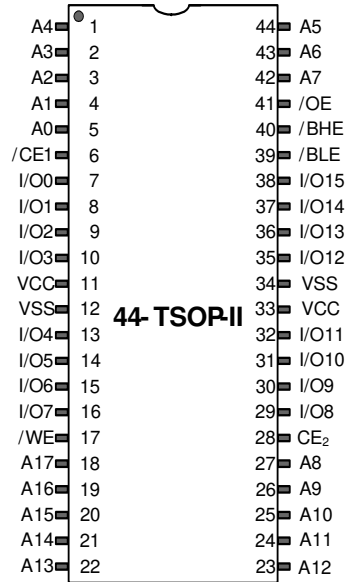 A4 1 44 A5
A3 2 43 A6
A2 3 42 A7
A1 4 41 /OE
A0 5 40 /BHE
/CE1 6 39 /BLE
I/O0 7 38 I/O15
I/O1 8 37 I/O14
I/O2 9 36 I/O13
I/O3 10 35 I/O12
VCC 11 34 VSS
VSS 12 33 VCC
44-TSOP-II
I/O4 13 32 I/O11
I/O5 14 31 I/O10
I/O6 15 30 I/O9
I/O7 16 29 I/O8
/WE 17 28 CE₂
A17 18 27 A8
A16 19 26 A9
A15 20 25 A10
A14 21 24 A11
A13 22 23 A12